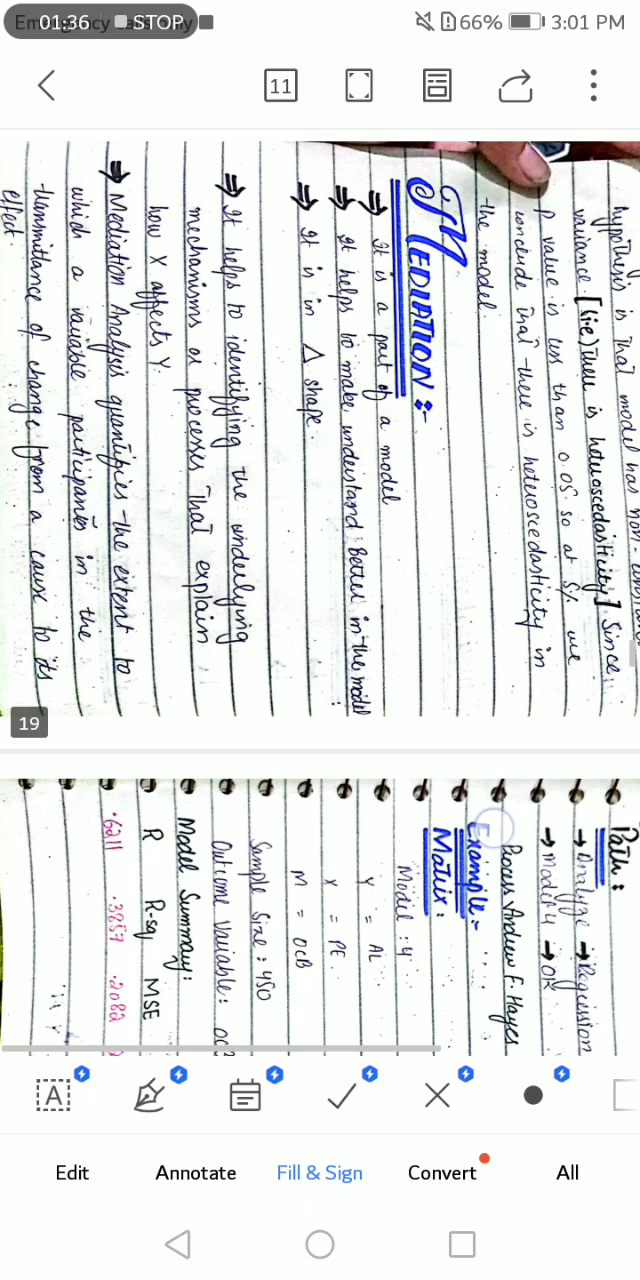 01:36 STOP
66% 3:01 PM
11
hypothesis is that model has non-
variance [(i.e) There is heteroscedasticity]. Since
P value is less than 0.05 so at 5% we
conclude that there is heteroscedasticity in
the model.
MEDIATION :-
⇒ It is a part of a model
⇒ It helps to make understand better in the model
⇒ It is in Δ shape.
⇒ It helps to identifying the underlying
mechanisms or processes that explain
how X affects Y.
⇒ Mediation Analysis quantifies the extent to
which a variable participantes in the
transmittance of change from a cause to its
effect
19
Path:
→ Analyze → Regression
→ Model 4 → OK
Process Andrew F. Hayes
Example:-
Matrix:
Model : 4
Y = AL
X = PE
M = OCB
Sample Size : 450
Outcome Variable:
Model Summary:
R R-sq MSE
.6211 .3857 .2082
Edit Annotate Fill & Sign Convert All